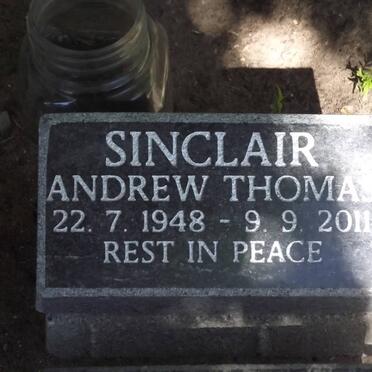 SINCLAIR
ANDREW THOMAS
22. 7. 1948 - 9. 9. 2011
REST IN PEACE